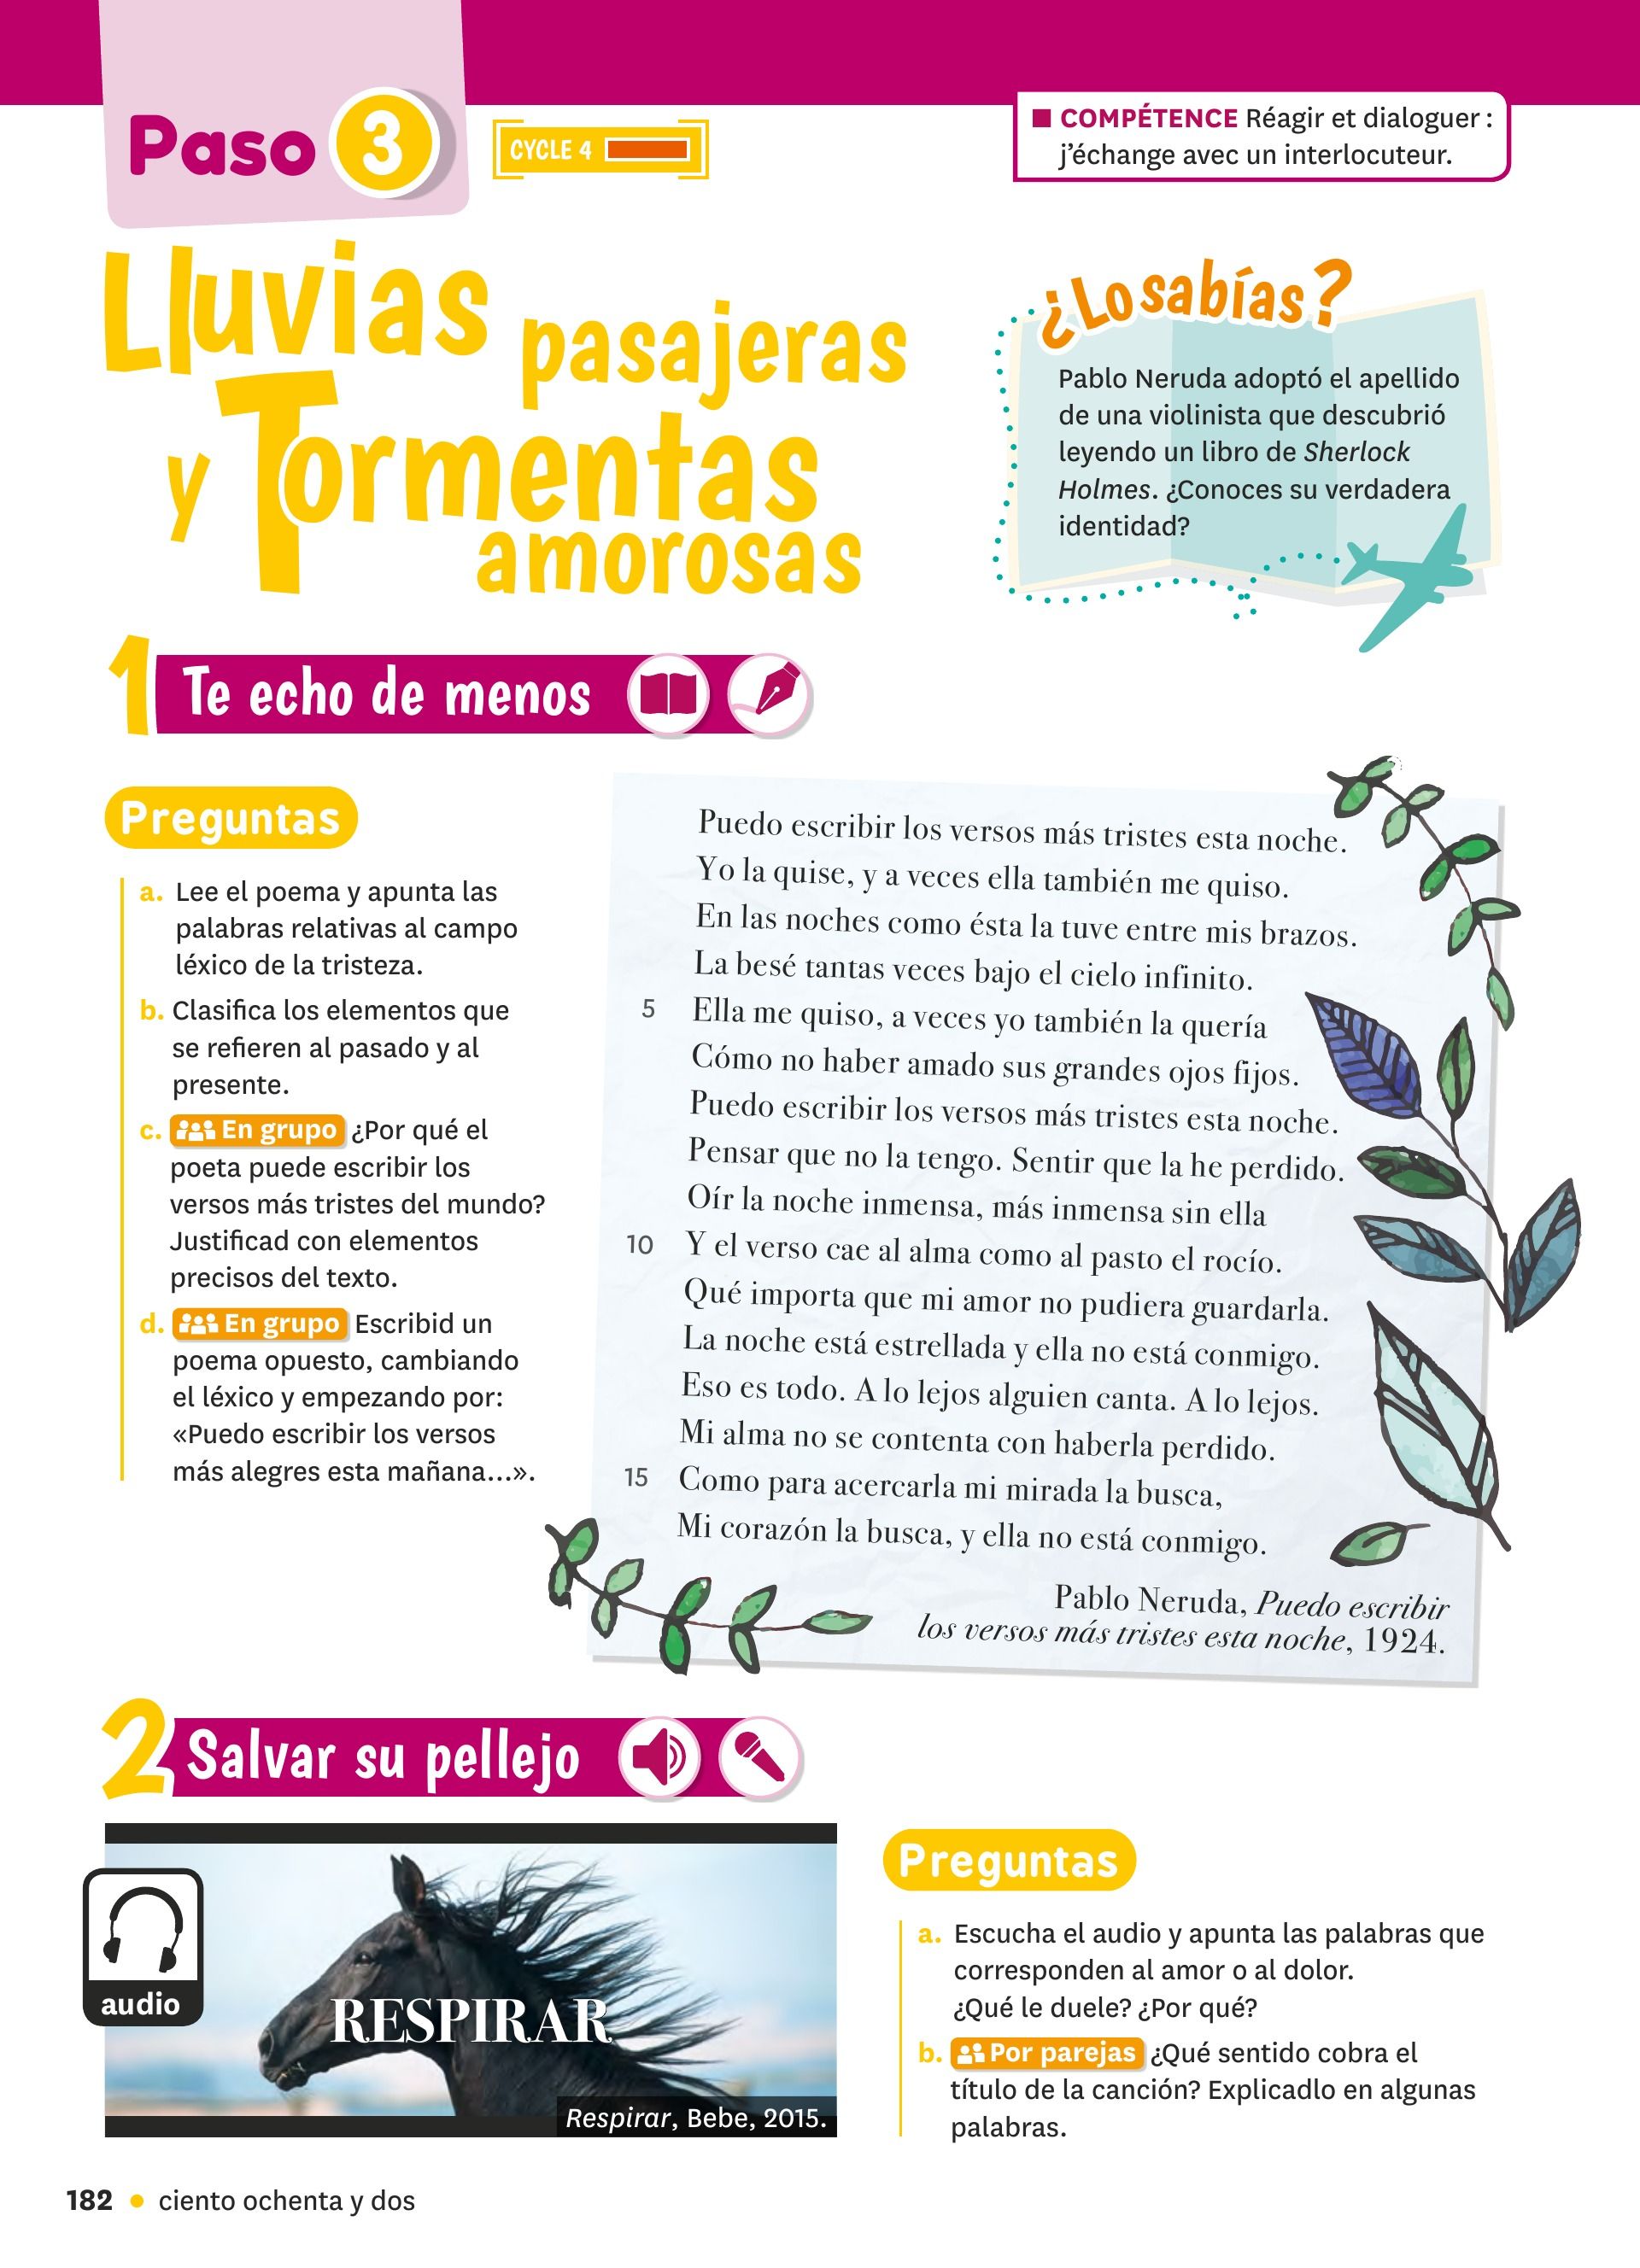 Paso 3
CYCLE 4
■ COMPÉTENCE Réagir et dialoguer :
j’échange avec un interlocuteur.
Lluvias pasajeras
y Tormentas
amorosas
¿Lo sabías?
Pablo Neruda adoptó el apellido
de una violinista que descubrió
leyendo un libro de Sherlock
Holmes. ¿Conoces su verdadera
identidad?
1 Te echo de menos
Preguntas
a. Lee el poema y apunta las
palabras relativas al campo
léxico de la tristeza.
b. Clasifica los elementos que
se refieren al pasado y al
presente.
c. En grupo ¿Por qué el
poeta puede escribir los
versos más tristes del mundo?
Justificad con elementos
precisos del texto.
d. En grupo Escribid un
poema opuesto, cambiando
el léxico y empezando por:
«Puedo escribir los versos
más alegres esta mañana...».
Puedo escribir los versos más tristes esta noche.
Yo la quise, y a veces ella también me quiso.
En las noches como ésta la tuve entre mis brazos.
La besé tantas veces bajo el cielo infinito.
5 Ella me quiso, a veces yo también la quería
Cómo no haber amado sus grandes ojos fijos.
Puedo escribir los versos más tristes esta noche.
Pensar que no la tengo. Sentir que la he perdido.
Oír la noche inmensa, más inmensa sin ella
10 Y el verso cae al alma como al pasto el rocío.
Qué importa que mi amor no pudiera guardarla.
La noche está estrellada y ella no está conmigo.
Eso es todo. A lo lejos alguien canta. A lo lejos.
Mi alma no se contenta con haberla perdido.
15 Como para acercarla mi mirada la busca,
Mi corazón la busca, y ella no está conmigo.
Pablo Neruda, Puedo escribir
los versos más tristes esta noche, 1924.
2 Salvar su pellejo
audio
RESPIRAR
Respirar, Bebe, 2015.
Preguntas
a. Escucha el audio y apunta las palabras que
corresponden al amor o al dolor.
¿Qué le duele? ¿Por qué?
b. Por parejas ¿Qué sentido cobra el
título de la canción? Explicadlo en algunas
palabras.
182 • ciento ochenta y dos